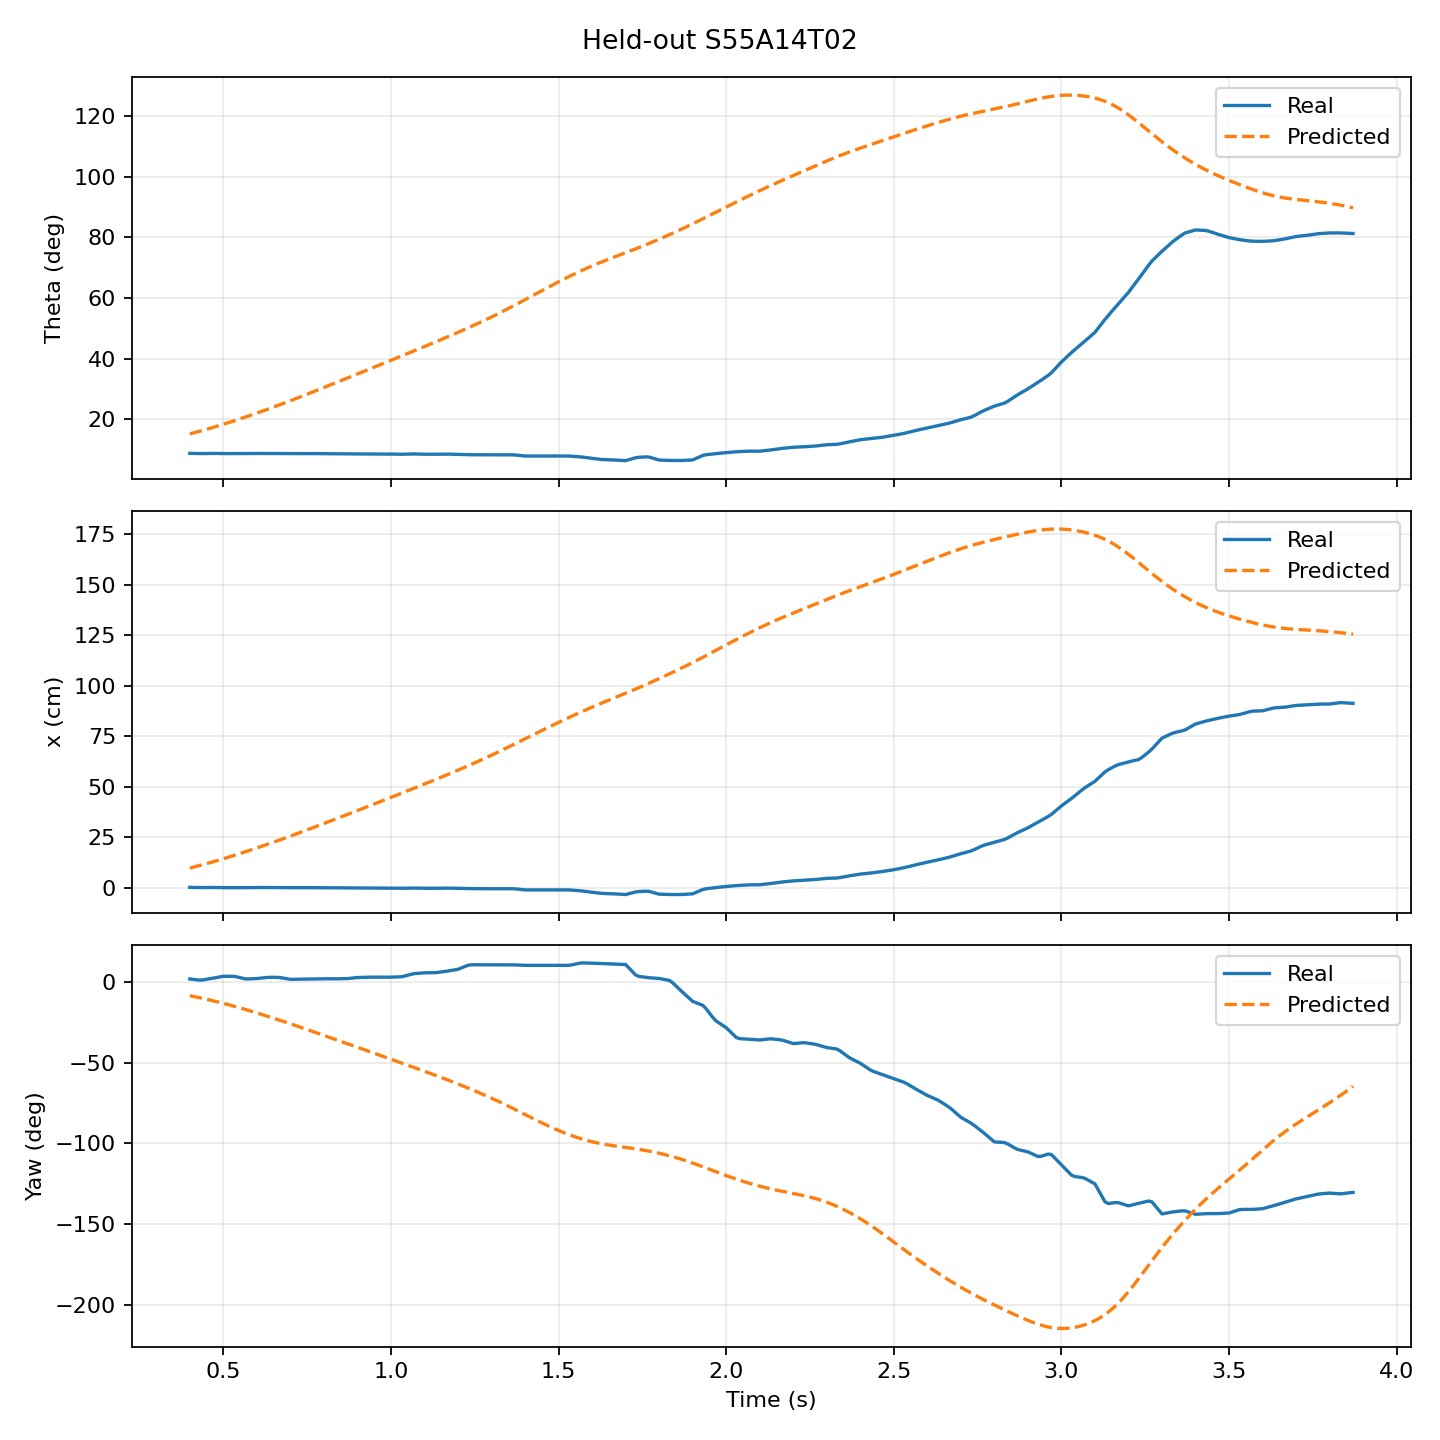 Held-out S55A14T02
Theta (deg)
120
100
80
60
40
20
Real
Predicted
x (cm)
175
150
125
100
75
50
25
0
Real
Predicted
Yaw (deg)
0
−50
−100
−150
−200
Real
Predicted
0.5 1.0 1.5 2.0 2.5 3.0 3.5 4.0
Time (s)